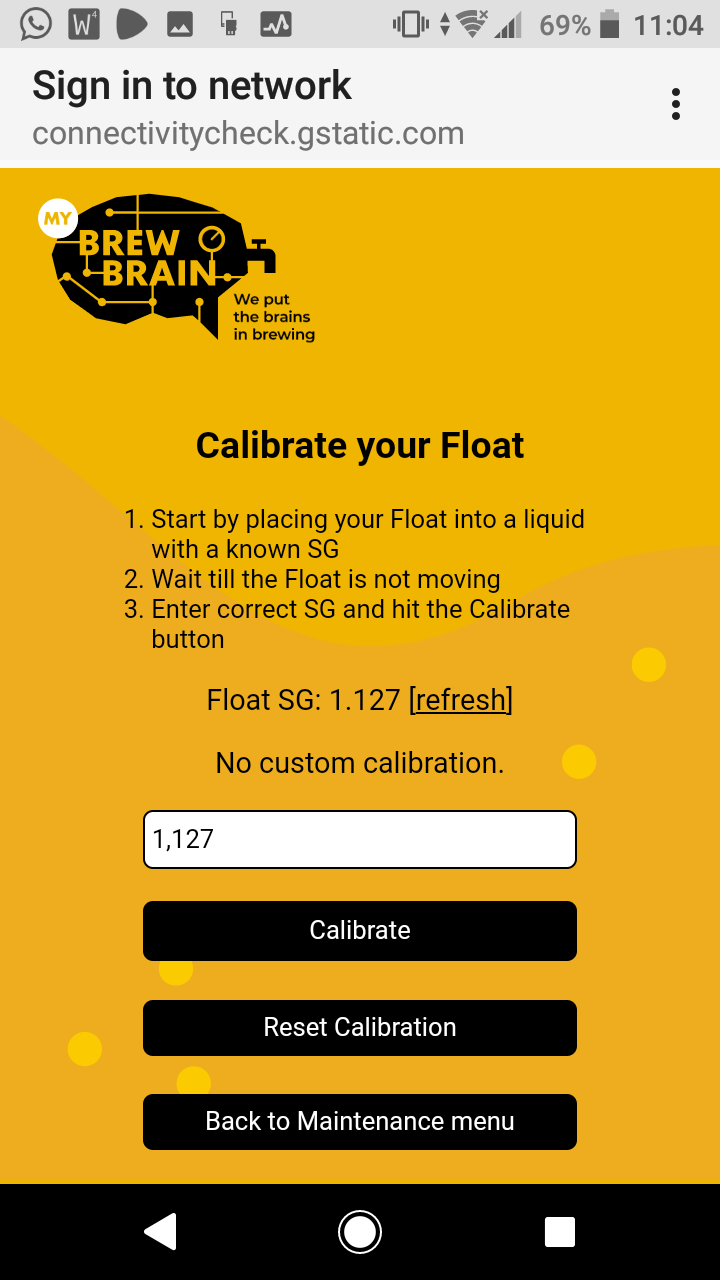 W4
69% 11:04
Sign in to network
connectivitycheck.gstatic.com
MY
BREW
BRAIN
We put
the brains
in brewing
Calibrate your Float
1. Start by placing your Float into a liquid
with a known SG
2. Wait till the Float is not moving
3. Enter correct SG and hit the Calibrate
button
Float SG: 1.127 [refresh]
No custom calibration.
1,127
Calibrate
Reset Calibration
Back to Maintenance menu